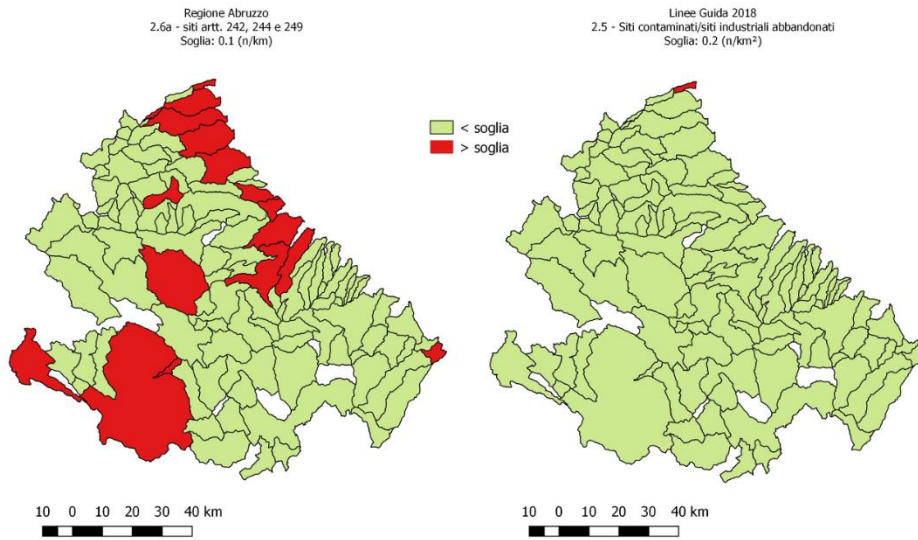 Regione Abruzzo
2.6a - siti artt. 242, 244 e 249
Soglia: 0.1 (n/km)
Linee Guida 2018
2.5 - Siti contaminati/siti industriali abbandonati
Soglia: 0.2 (n/km²)
< soglia
> soglia
10 0 10 20 30 40 km
10 0 10 20 30 40 km